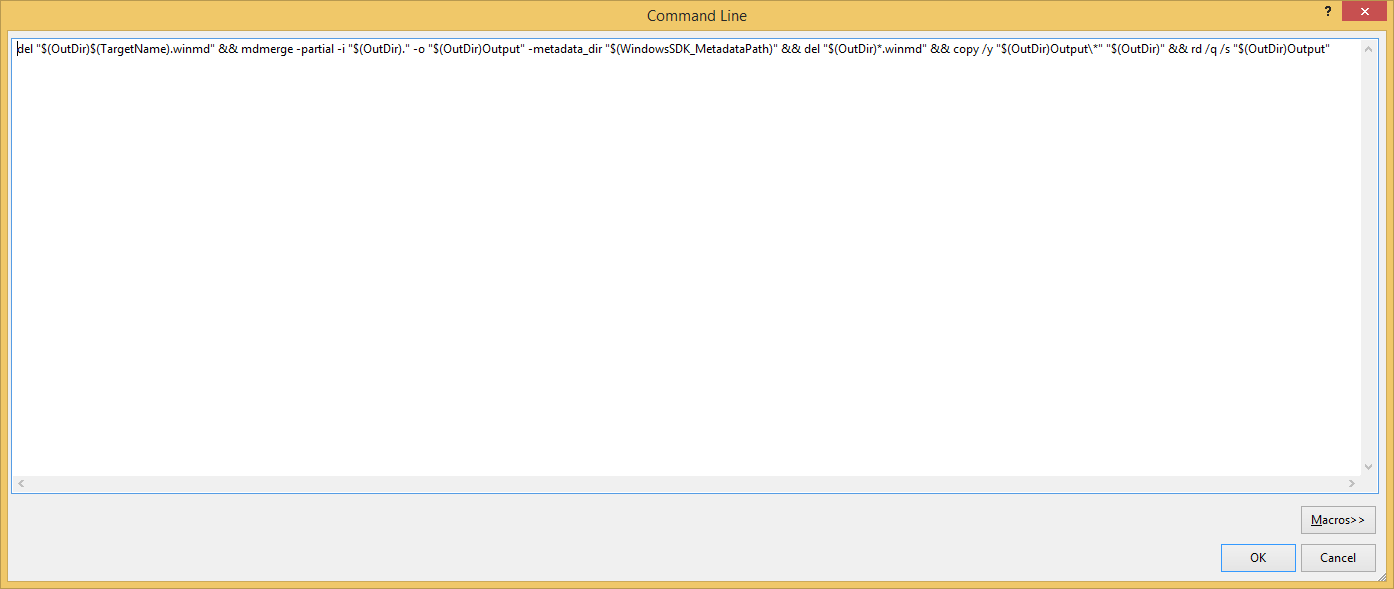 Command Line
?
del "$(OutDir)$(TargetName).winmd" && mdmerge -partial -i "$(OutDir)." -o "$(OutDir)Output" -metadata_dir "$(WindowsSDK_MetadataPath)" && del "$(OutDir)*.winmd" && copy /y "$(OutDir)Output\*" "$(OutDir)" && rd /q /s "$(OutDir)Output"
Macros>>
OK Cancel